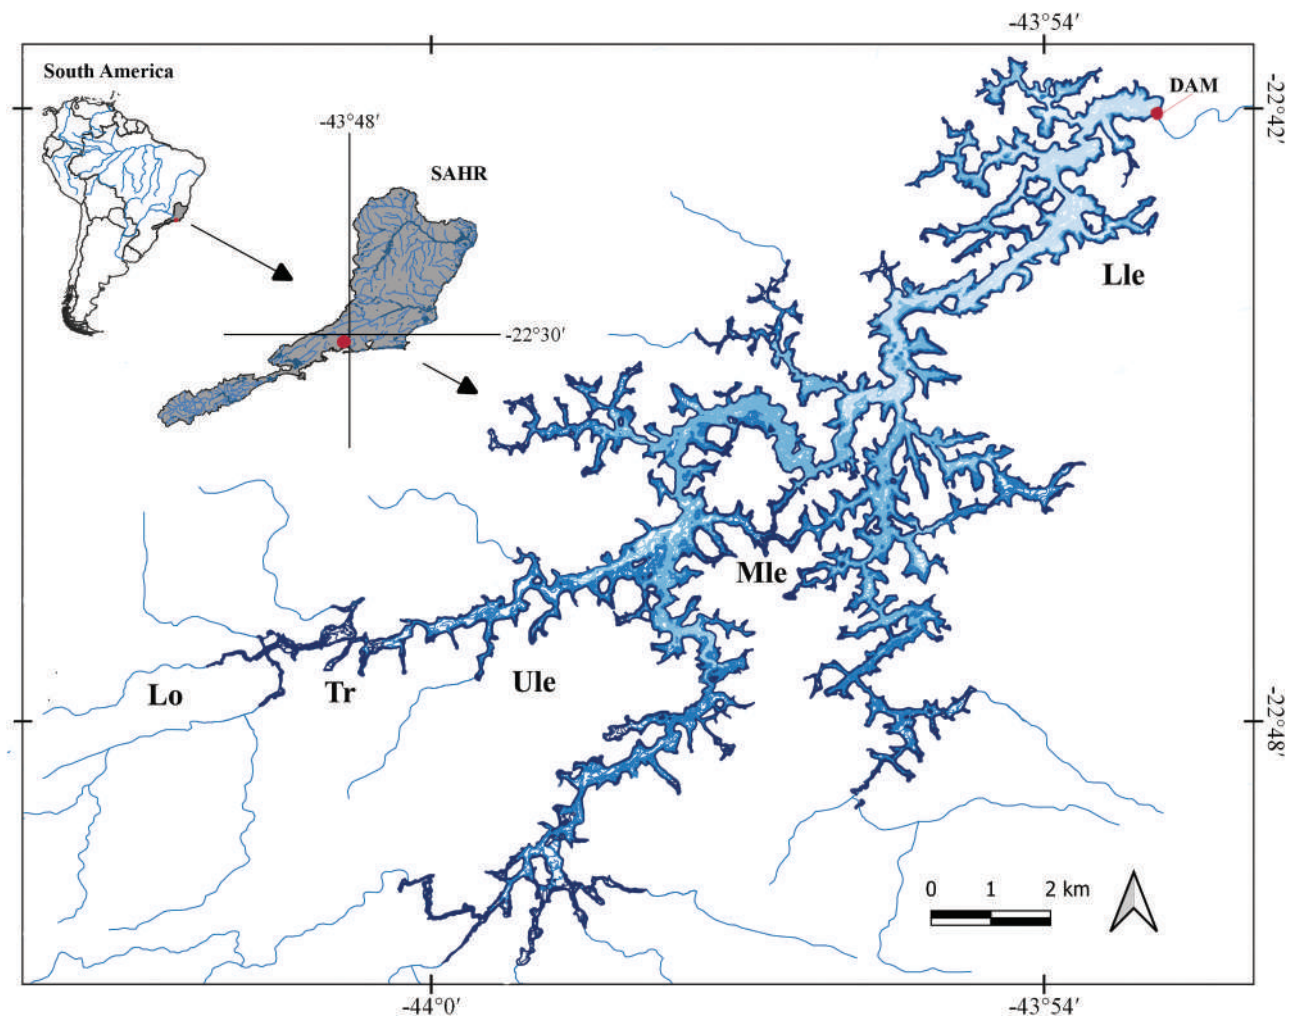 -43°54′
South America
DAM
-22°42′
-43°48′
SAHR
Lle
-22°30′
Mle
Lo
Tr
Ule
-22°48′
0 1 2 km
-44°0′
-43°54′